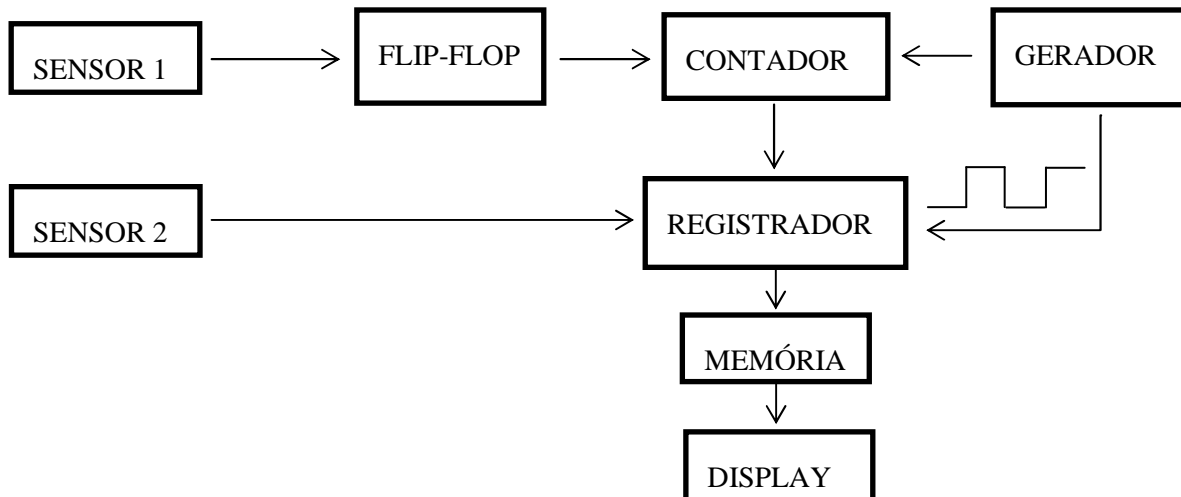 SENSOR 1
FLIP-FLOP
CONTADOR
GERADOR
SENSOR 2
REGISTRADOR
MEMÓRIA
DISPLAY